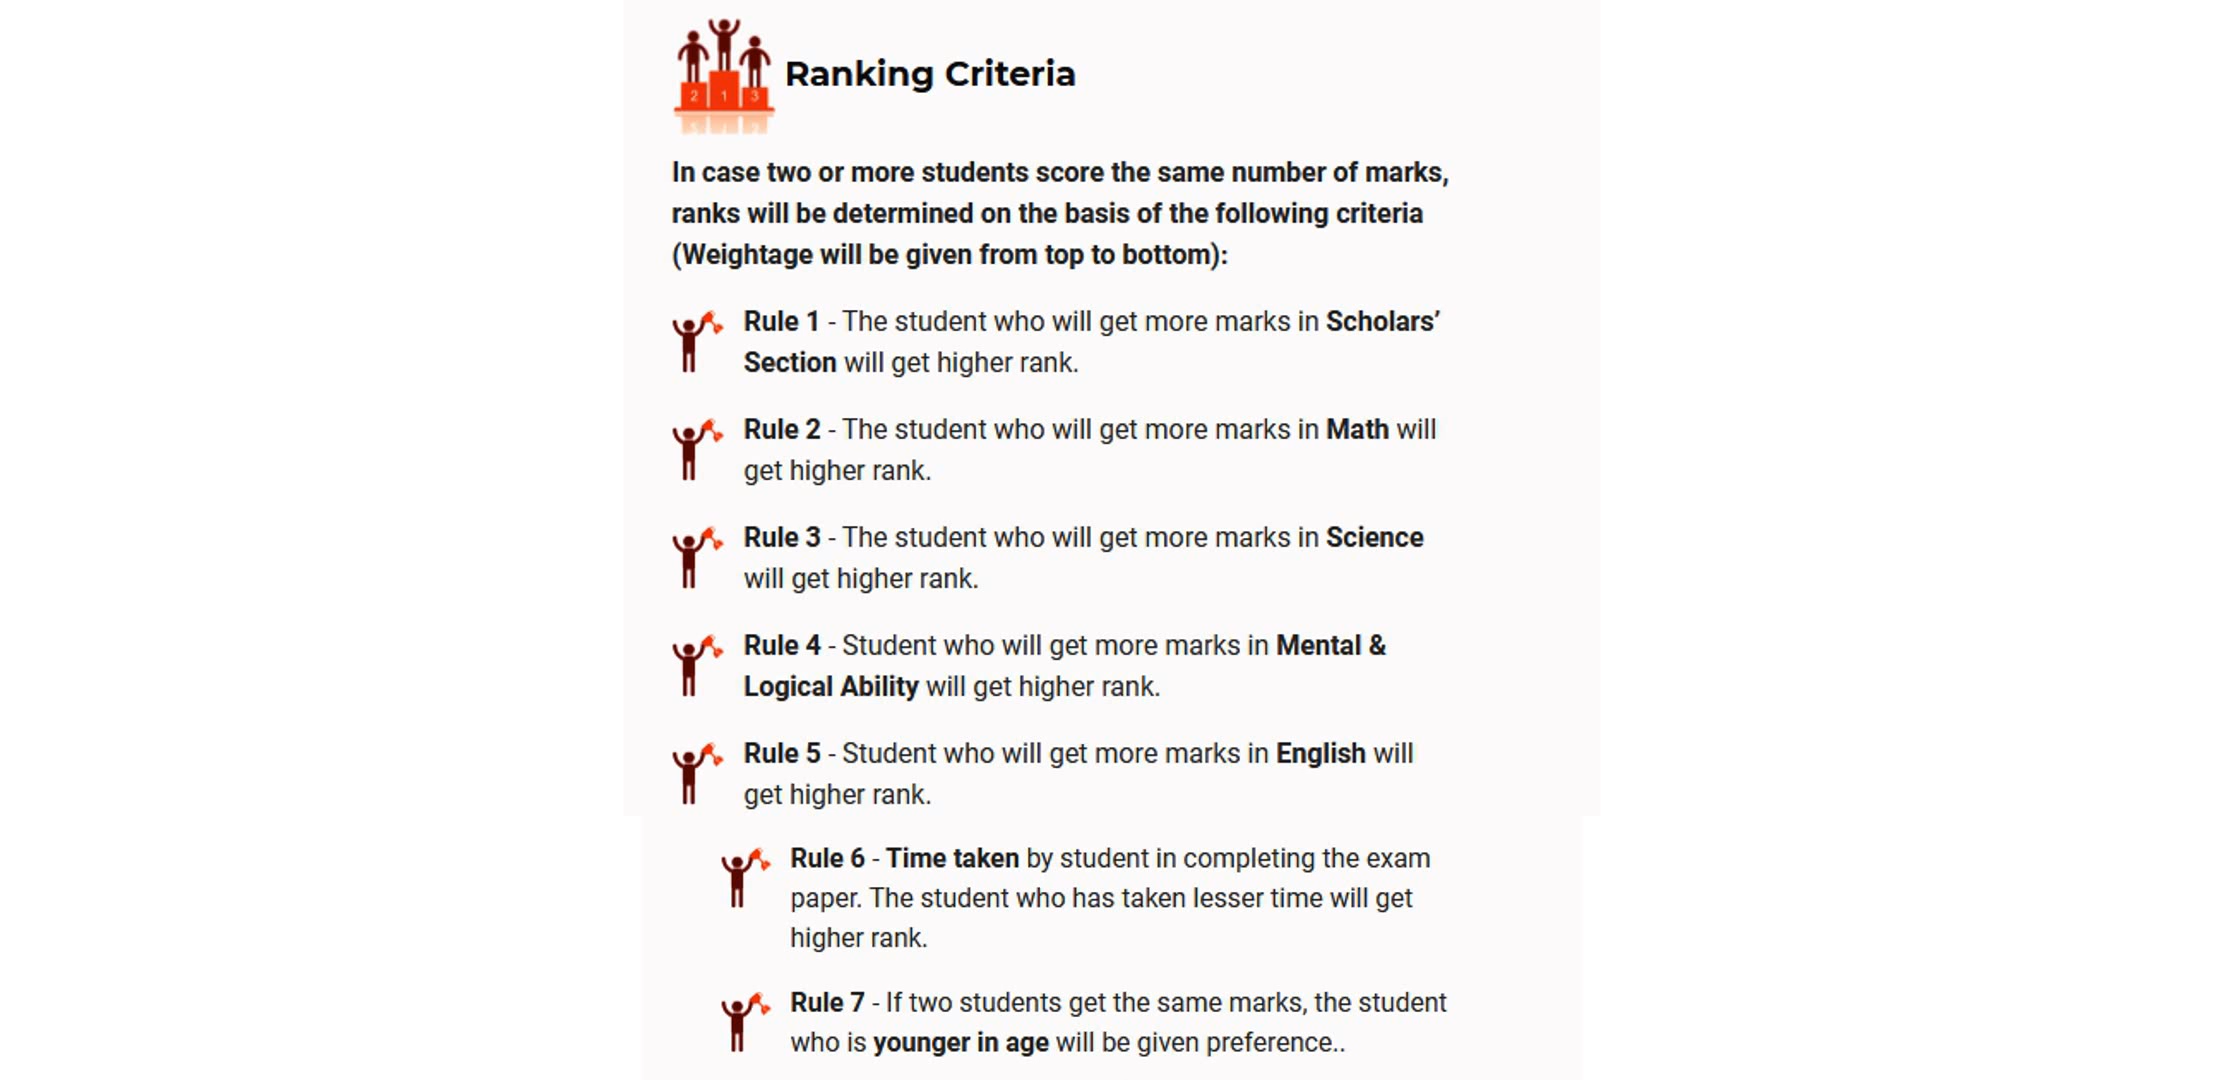 2 1 3
Ranking Criteria
In case two or more students score the same number of marks,
ranks will be determined on the basis of the following criteria
(Weightage will be given from top to bottom):
Rule 1 - The student who will get more marks in Scholars’
Section will get higher rank.
Rule 2 - The student who will get more marks in Math will
get higher rank.
Rule 3 - The student who will get more marks in Science
will get higher rank.
Rule 4 - Student who will get more marks in Mental &
Logical Ability will get higher rank.
Rule 5 - Student who will get more marks in English will
get higher rank.
Rule 6 - Time taken by student in completing the exam
paper. The student who has taken lesser time will get
higher rank.
Rule 7 - If two students get the same marks, the student
who is younger in age will be given preference..